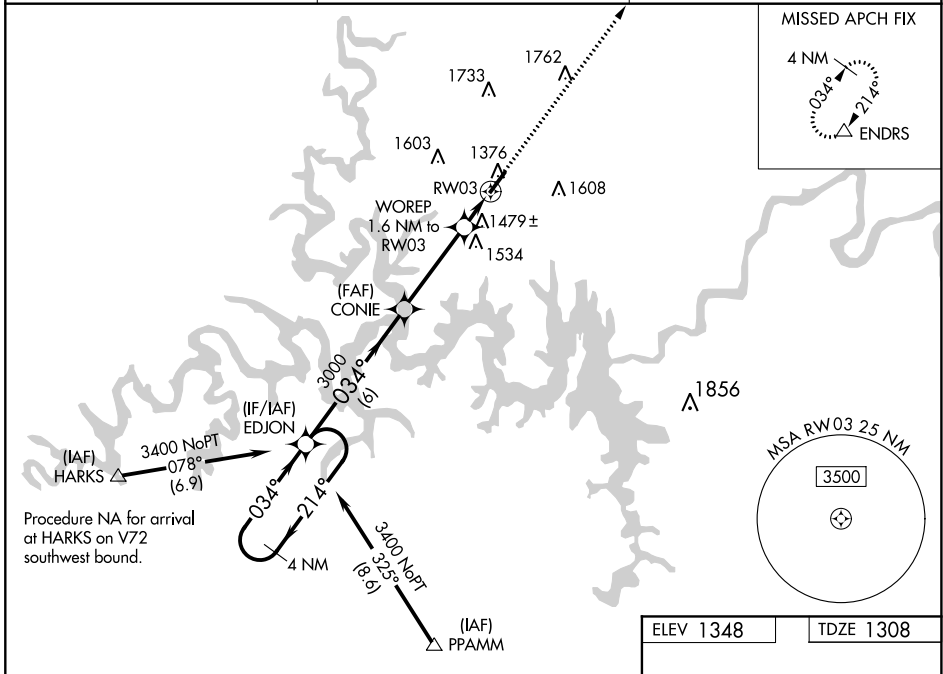 MISSED APCH FIX
4 NM
034°
214°
ENDRS
1762
1733
1603
1376
RW03
1608
WOREP
1.6 NM to
RW03
1479±
1534
(FAF)
CONIE
3000
034°
(6)
1856
(IF/IAF)
EDJON
(IAF)
HARKS
3400 NoPT
078°
(6.9)
034°
214°
4 NM
Procedure NA for arrival
at HARKS on V72
southwest bound.
3400 NoPT
325°
(8.6)
(IAF)
PPAMM
MSA RW03 25 NM
3500
ELEV 1348
TDZE 1308